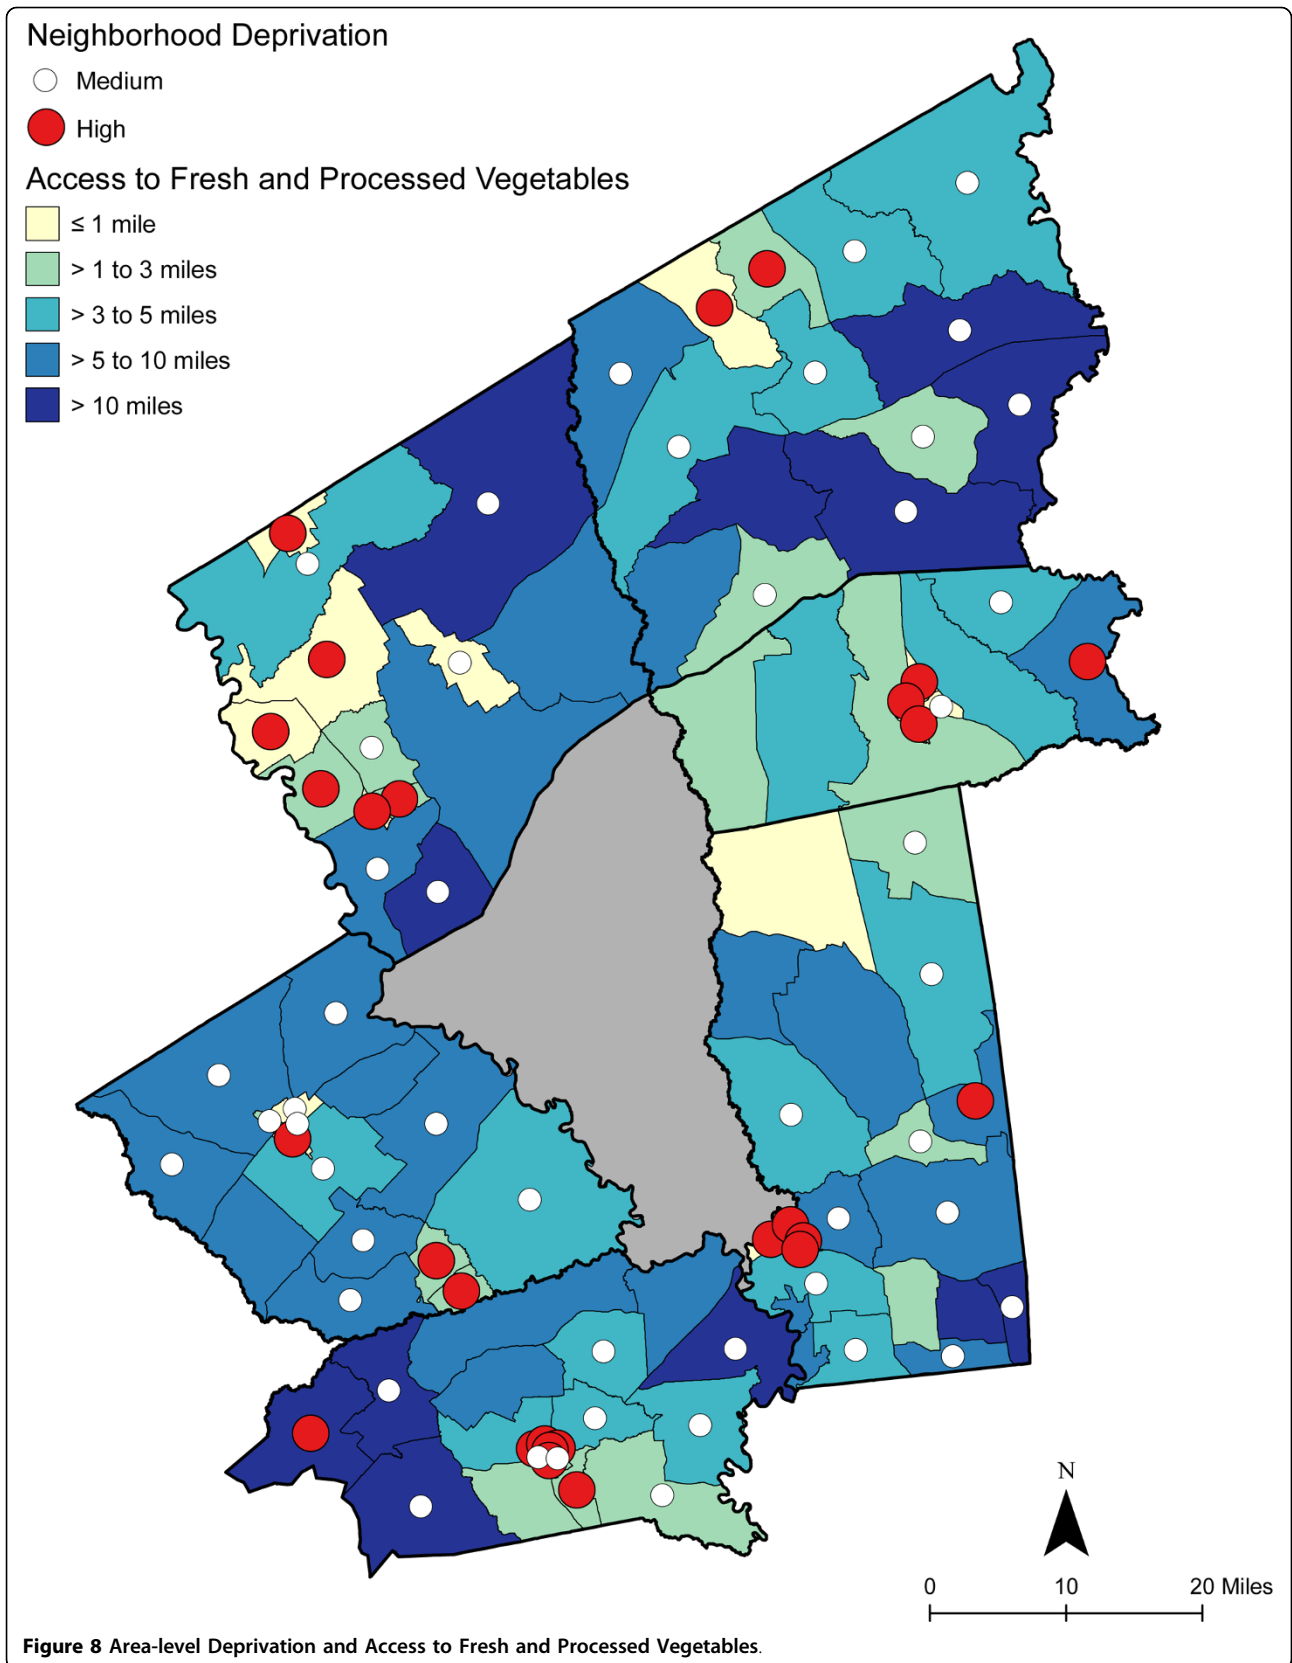 Neighborhood Deprivation
Medium
High
Access to Fresh and Processed Vegetables
≤ 1 mile
> 1 to 3 miles
> 3 to 5 miles
> 5 to 10 miles
> 10 miles
N
0 10 20 Miles
Figure 8 Area-level Deprivation and Access to Fresh and Processed Vegetables.